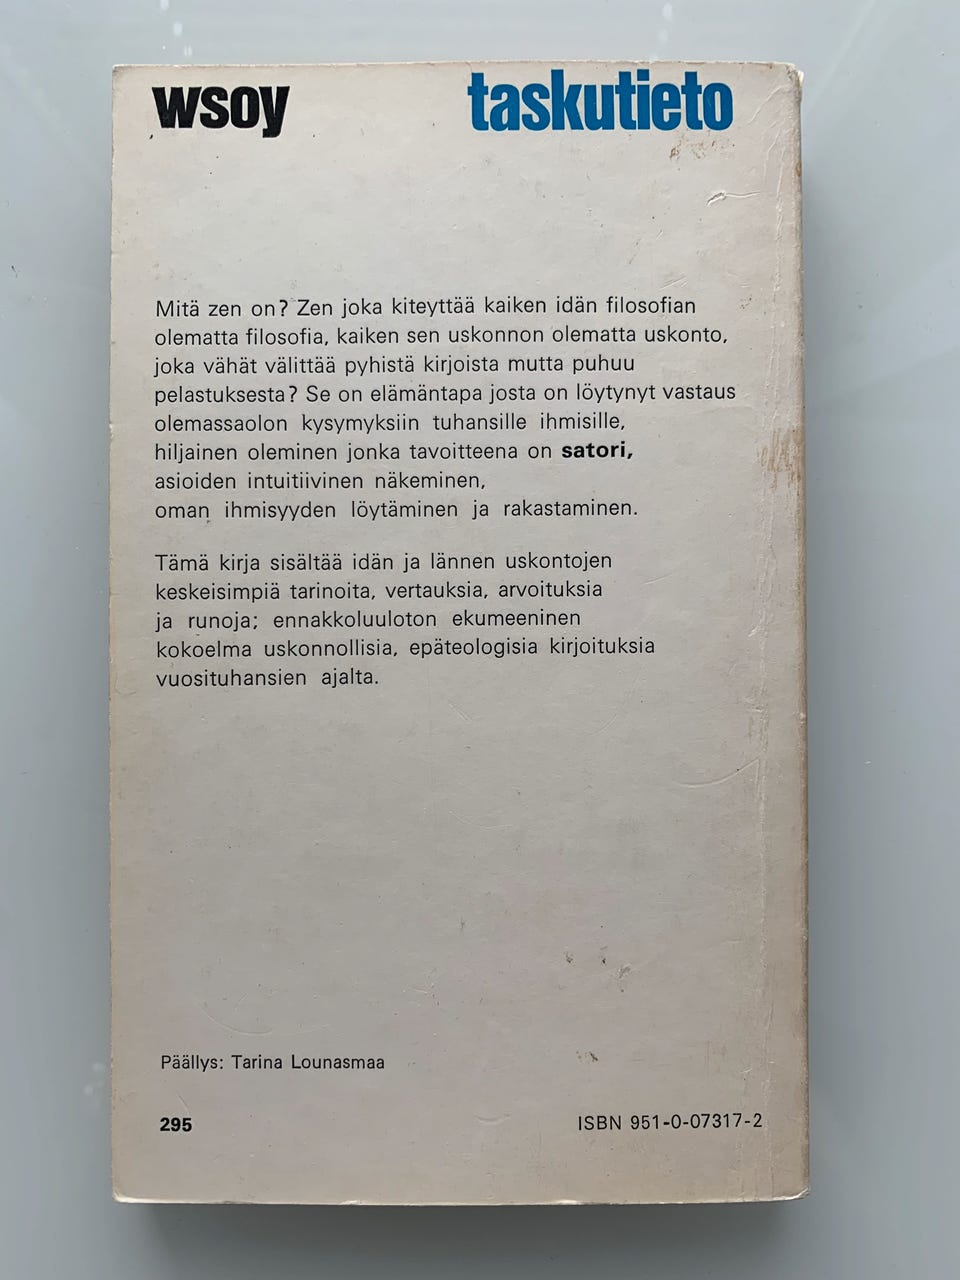 wsoy taskutieto
Mitä zen on? Zen joka kiteyttää kaiken idän filosofian
olematta filosofia, kaiken sen uskonnon olematta uskonto,
joka vähät välittää pyhistä kirjoista mutta puhuu
pelastuksesta? Se on elämäntapa josta on löytynyt vastaus
olemassaolon kysymyksiin tuhansille ihmisille,
hiljainen oleminen jonka tavoitteena on satori,
asioiden intuitiivinen näkeminen,
oman ihmisyyden löytäminen ja rakastaminen.
Tämä kirja sisältää idän ja lännen uskontojen
keskeisimpiä tarinoita, vertauksia, arvoituksia
ja runoja; ennakkoluuloton ekumeeninen
kokoelma uskonnollisia, epäteologisia kirjoituksia
vuosituhansien ajalta.
Päällys: Tarina Lounasmaa
295 ISBN 951-0-07317-2